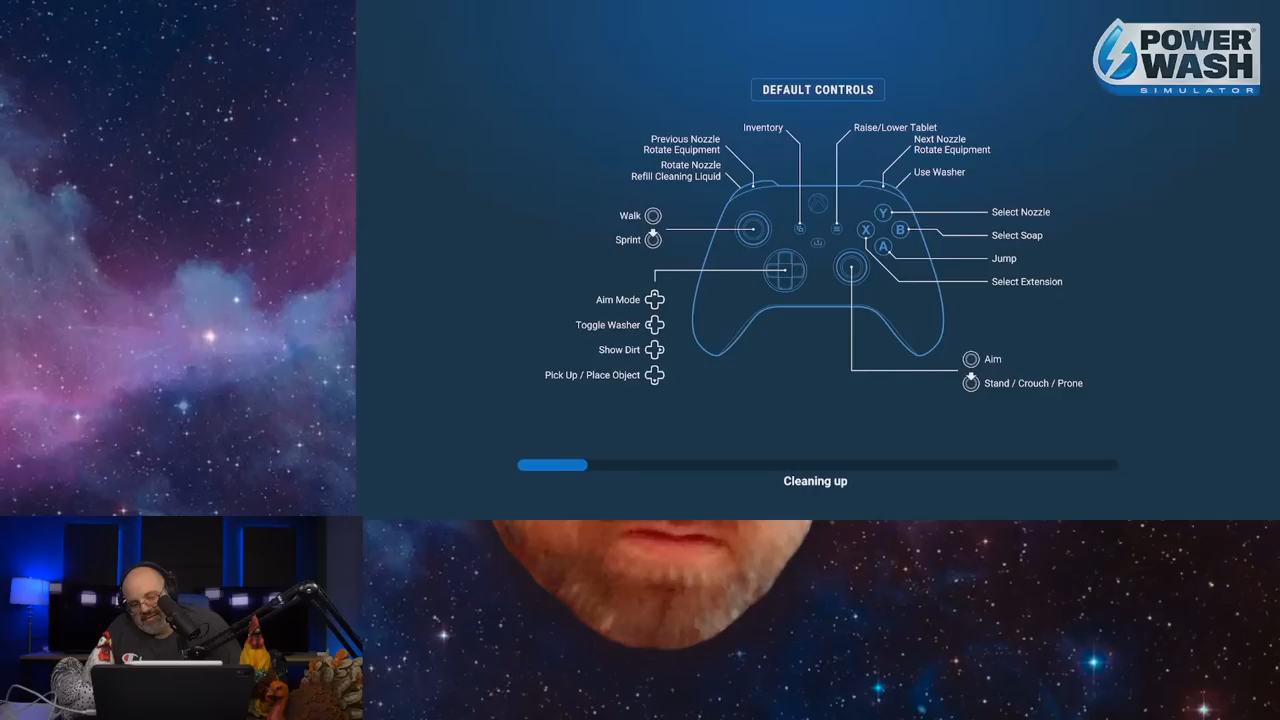 POWER
WASH
SIMULATOR
DEFAULT CONTROLS
Inventory
Raise/Lower Tablet
Previous Nozzle
Rotate Equipment
Next Nozzle
Rotate Equipment
Rotate Nozzle
Refill Cleaning Liquid
Use Washer
Walk
Sprint
Y
X
B
A
Select Nozzle
Select Soap
Jump
Select Extension
Aim Mode
Toggle Washer
Show Dirt
Pick Up / Place Object
Aim
Stand / Crouch / Prone
Cleaning up